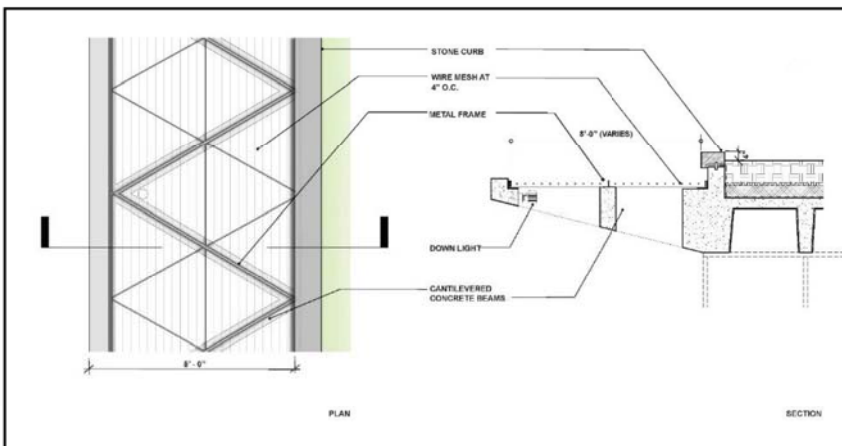 STONE CURB
WIRE MESH AT
4" O.C.
METAL FRAME
8'-0" (VARIES)
DOWN LIGHT
CANTILEVERED
CONCRETE BEAMS
8' - 0"
PLAN
SECTION